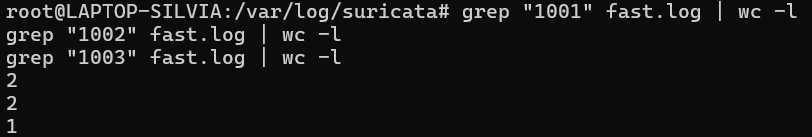 root@LAPTOP-SILVIA:/var/log/suricata# grep "1001" fast.log | wc -l
grep "1002" fast.log | wc -l
grep "1003" fast.log | wc -l
2
2
1